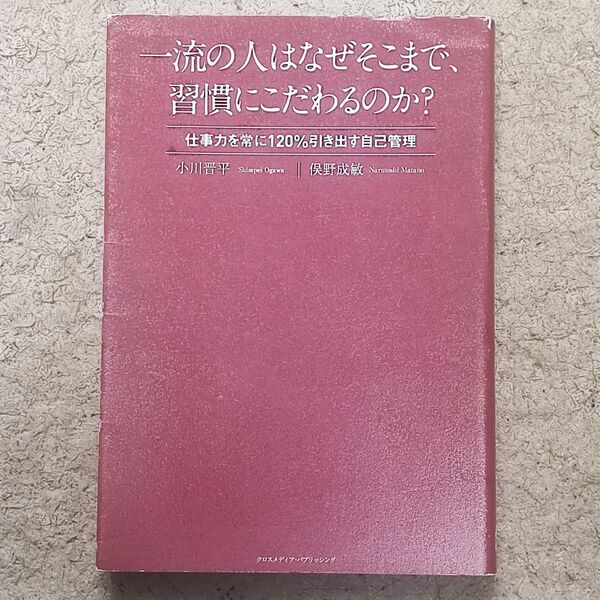 一流の人はなぜそこまで、
習慣にこだわるのか?
仕事力を常に120%引き出す自己管理
小川晋平 Shimpei Ogawa || 俣野成敏 Narutoshi Matano
クロスメディア・パブリッシング